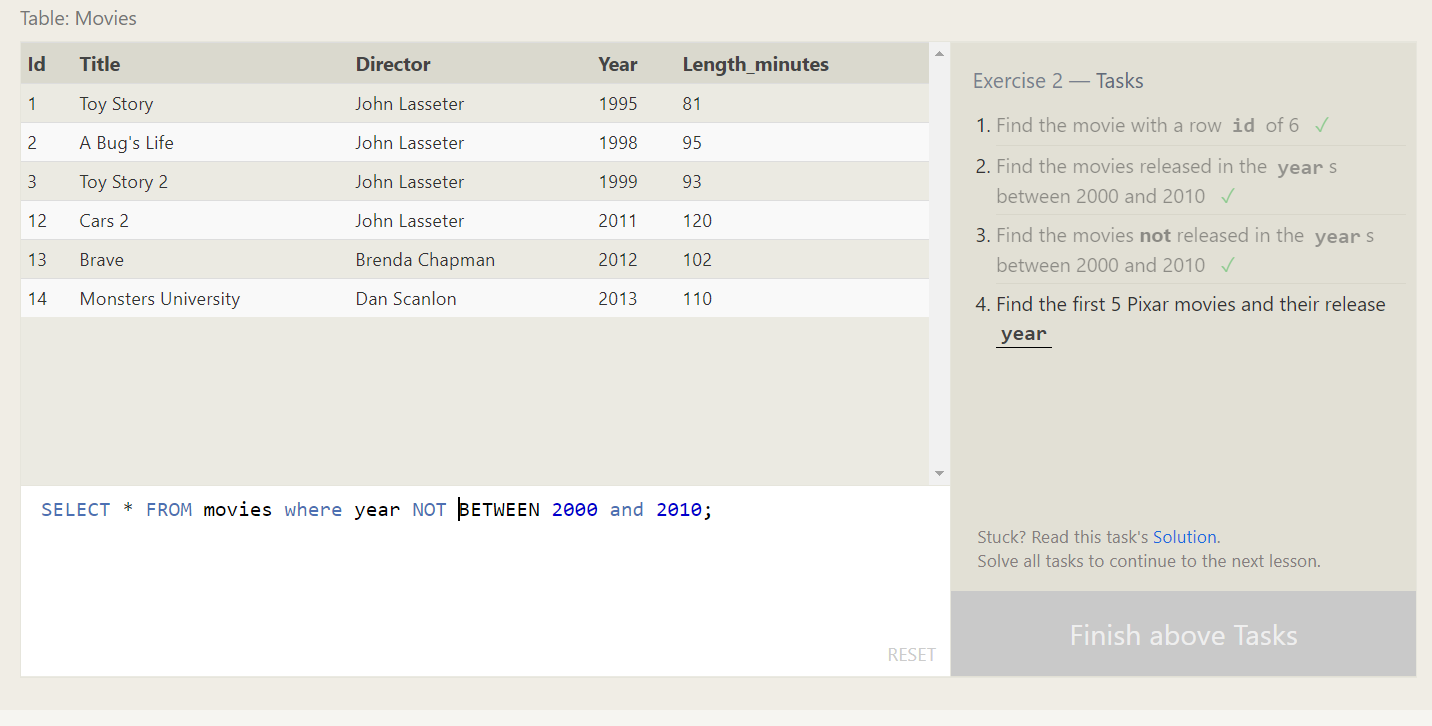 Table: Movies
Id Title Director Year Length_minutes
1 Toy Story John Lasseter 1995 81
2 A Bug's Life John Lasseter 1998 95
3 Toy Story 2 John Lasseter 1999 93
12 Cars 2 John Lasseter 2011 120
13 Brave Brenda Chapman 2012 102
14 Monsters University Dan Scanlon 2013 110
SELECT * FROM movies where year NOT BETWEEN 2000 and 2010;
RESET
Exercise 2 — Tasks
1. Find the movie with a row id of 6 ✓
2. Find the movies released in the year s
between 2000 and 2010 ✓
3. Find the movies not released in the year s
between 2000 and 2010 ✓
4. Find the first 5 Pixar movies and their release
year
Stuck? Read this task's Solution.
Solve all tasks to continue to the next lesson.
Finish above Tasks